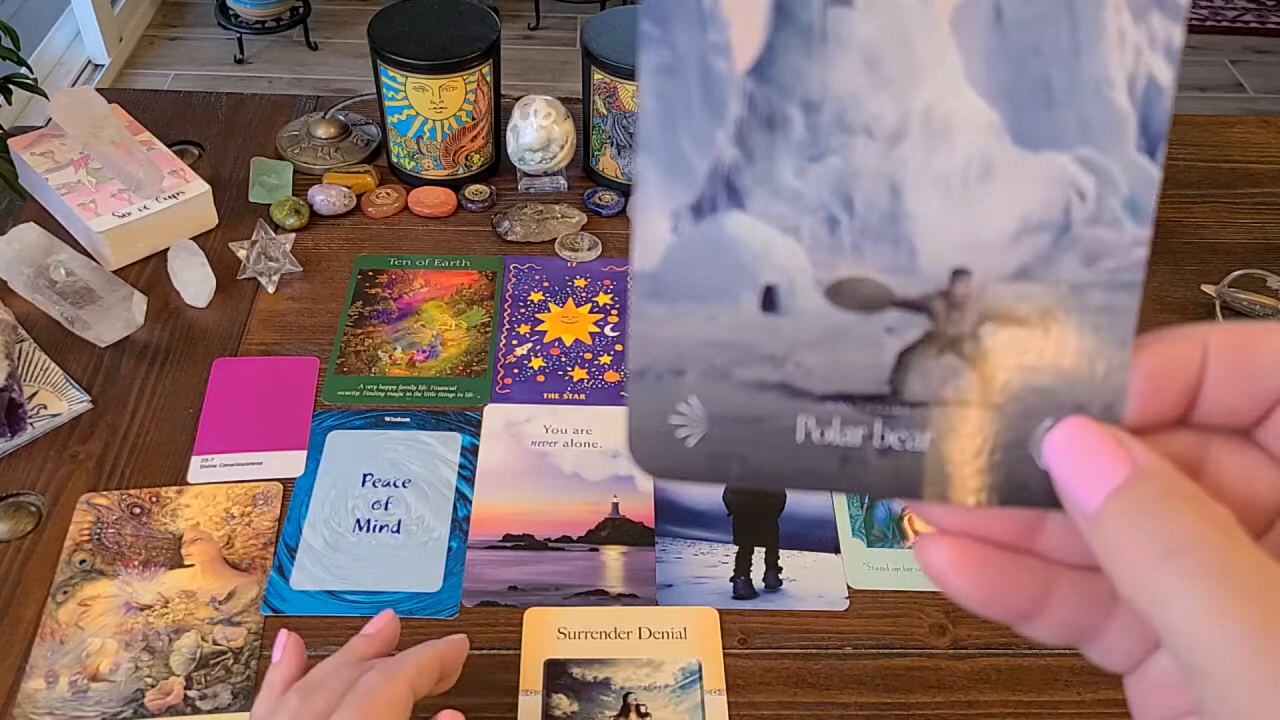 Six of Cups
Ten of Earth
A very happy family life. Financial
security. Finding magic in the little things in life.
17
THE STAR
23-7
Divine Consciousness
Wisdom
Peace
of
Mind
You are
never alone.
Polar bear
"Stand up for
Surrender Denial